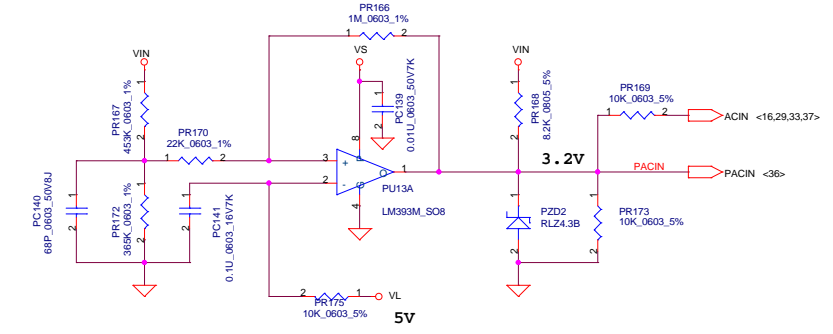 PR166
1M_0603_1%
1
2
VIN
VS
VIN
PR167
453K_0603_1%
1
2
PC139
0.01U_0603_50V7K
1
2
PR168
8.2K_0805_5%
1
2
PR169
10K_0603_5%
1
2
ACIN <16,29,33,37>
PR170
22K_0603_1%
1
2
8
3
+
P
2
-
G
O
1
4
PU13A
LM393M_SO8
3.2V
PACIN
PACIN <36>
PC140
68P_0603_50V8J
1
2
PR172
365K_0603_1%
1
2
PC141
0.1U_0603_16V7K
1
2
PZD2
RLZ4.3B
1
2
PR173
10K_0603_5%
1
2
2
1
VL
PR175
10K_0603_5%
5V